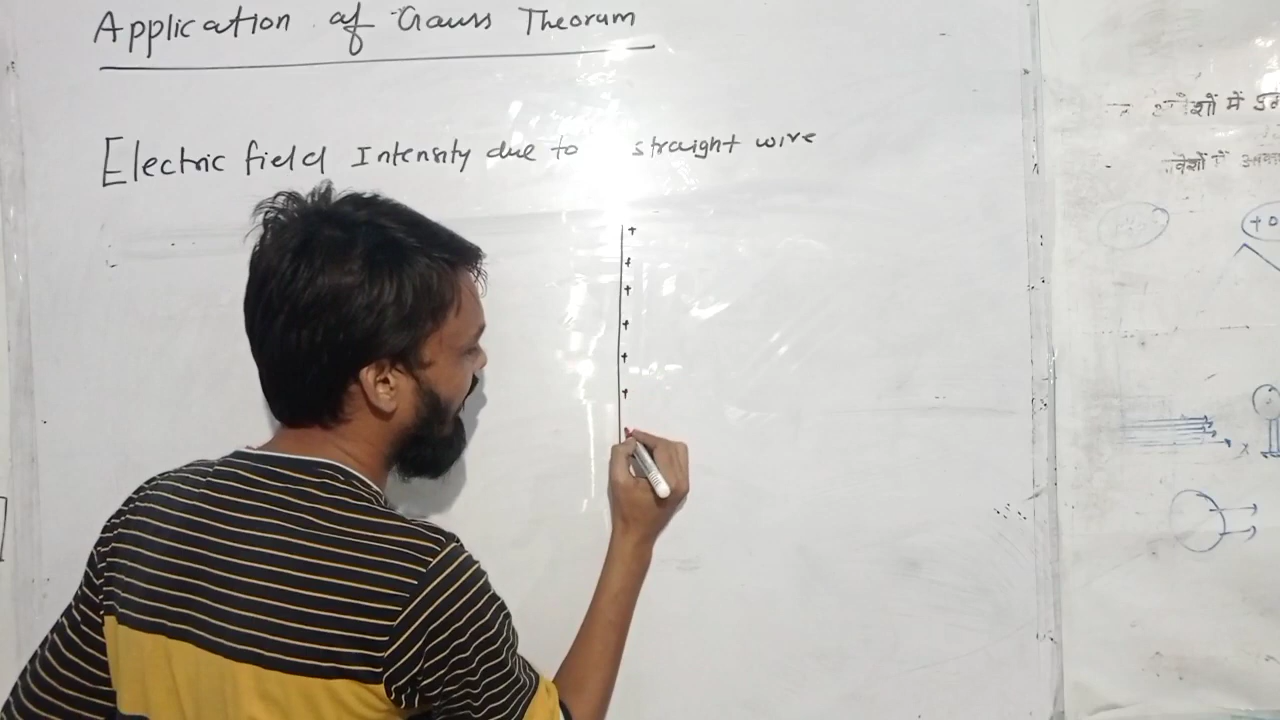 Application of Gauss Theorum
Electric field Intensity due to straight wire
+
+
+
+
+
+
शों में
वेशों में
+
x